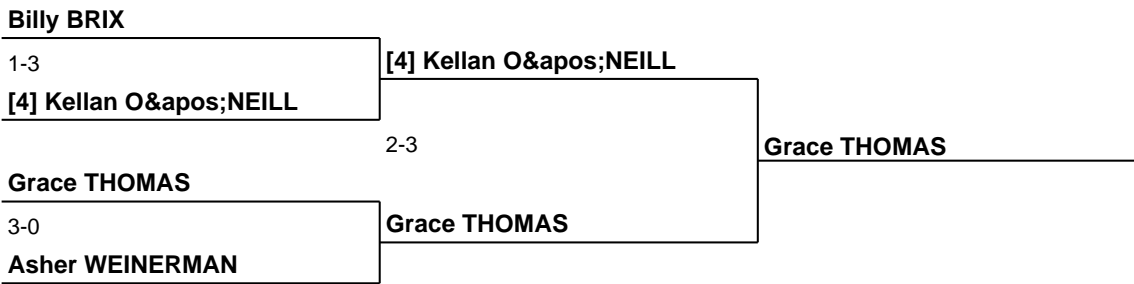 Billy BRIX
1-3
[4] Kellan O&apos;NEILL
[4] Kellan O&apos;NEILL
2-3
Grace THOMAS
Grace THOMAS
3-0
Grace THOMAS
Asher WEINERMAN